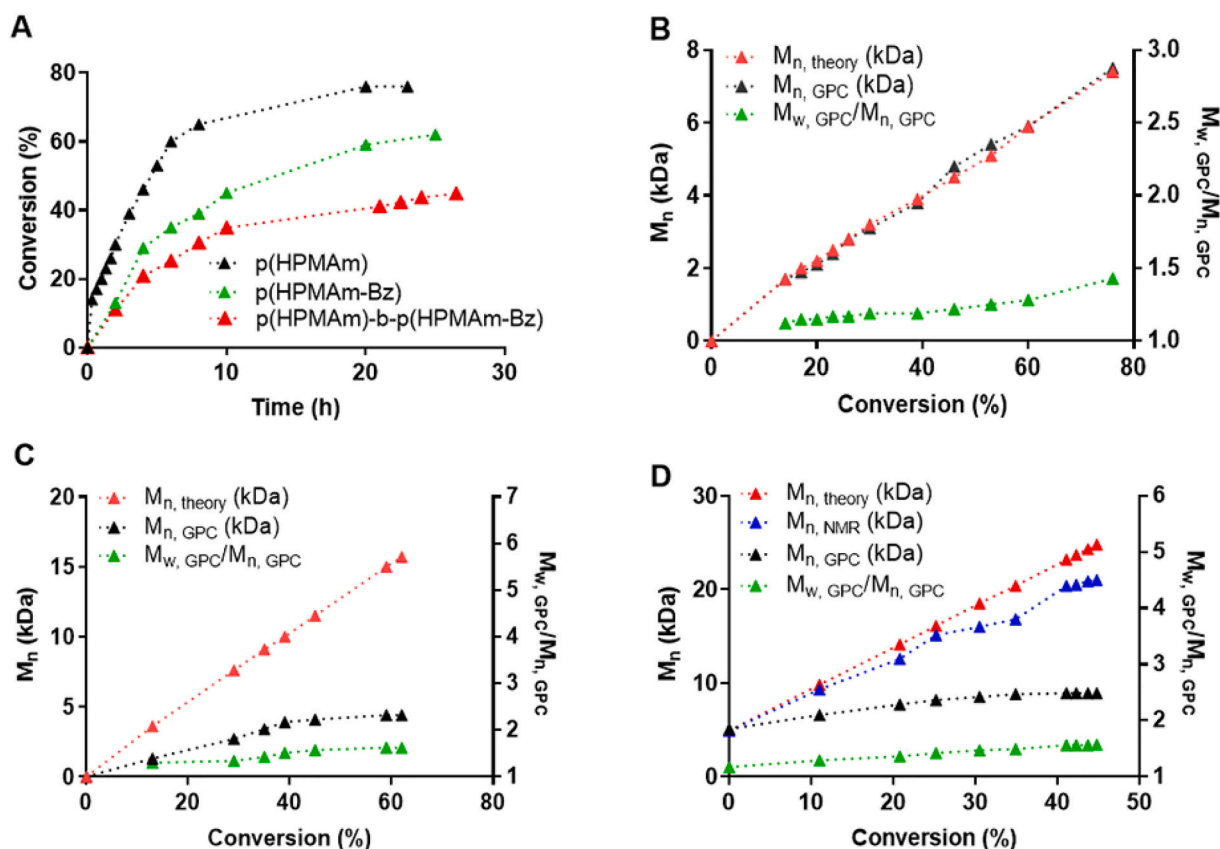 A
Conversion (%)
80
60
40
20
0
p(HPMAm)
p(HPMAm-Bz)
p(HPMAm)-b-p(HPMAm-Bz)
0 10 20 30
Time (h)
B
Mn (kDa)
8
6
4
2
0
Mn, theory (kDa)
Mn, GPC (kDa)
Mw, GPC/Mn, GPC
3.0
2.5
2.0
1.5
1.0
Mw, GPC/Mn, GPC
0 20 40 60 80
Conversion (%)
C
Mn (kDa)
20
15
10
5
0
Mn, theory (kDa)
Mn, GPC (kDa)
Mw, GPC/Mn, GPC
7
6
5
4
3
2
1
Mw, GPC/Mn, GPC
0 20 40 60 80
Conversion (%)
D
Mn (kDa)
30
20
10
0
Mn, theory (kDa)
Mn, NMR (kDa)
Mn, GPC (kDa)
Mw, GPC/Mn, GPC
6
5
4
3
2
1
Mw, GPC/Mn, GPC
0 10 20 30 40 50
Conversion (%)